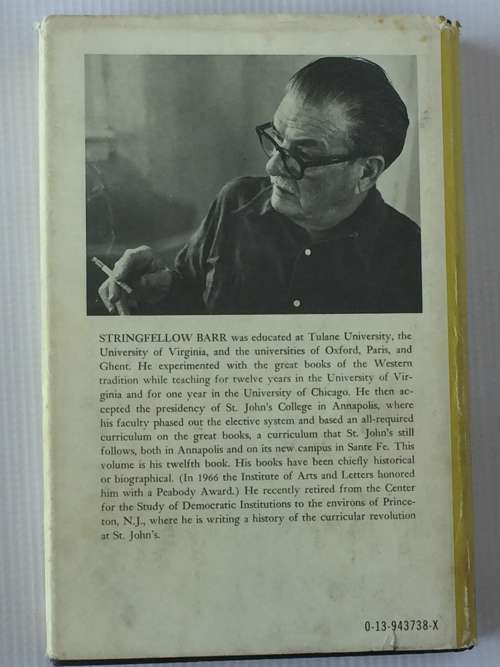 STRINGFELLOW BARR was educated at Tulane University, the
University of Virginia, and the universities of Oxford, Paris, and
Ghent. He experimented with the great books of the Western
tradition while teaching for twelve years in the University of Vir-
ginia and for one year in the University of Chicago. He then ac-
cepted the presidency of St. John's College in Annapolis, where
his faculty phased out the elective system and based an all-required
curriculum on the great books, a curriculum that St. John's still
follows, both in Annapolis and on its new campus in Sante Fe. This
volume is his twelfth book. His books have been chiefly historical
or biographical. (In 1966 the Institute of Arts and Letters honored
him with a Peabody Award.) He recently retired from the Center
for the Study of Democratic Institutions to the environs of Prince-
ton, N.J., where he is writing a history of the curricular revolution
at St. John's.
0-13-943738-X